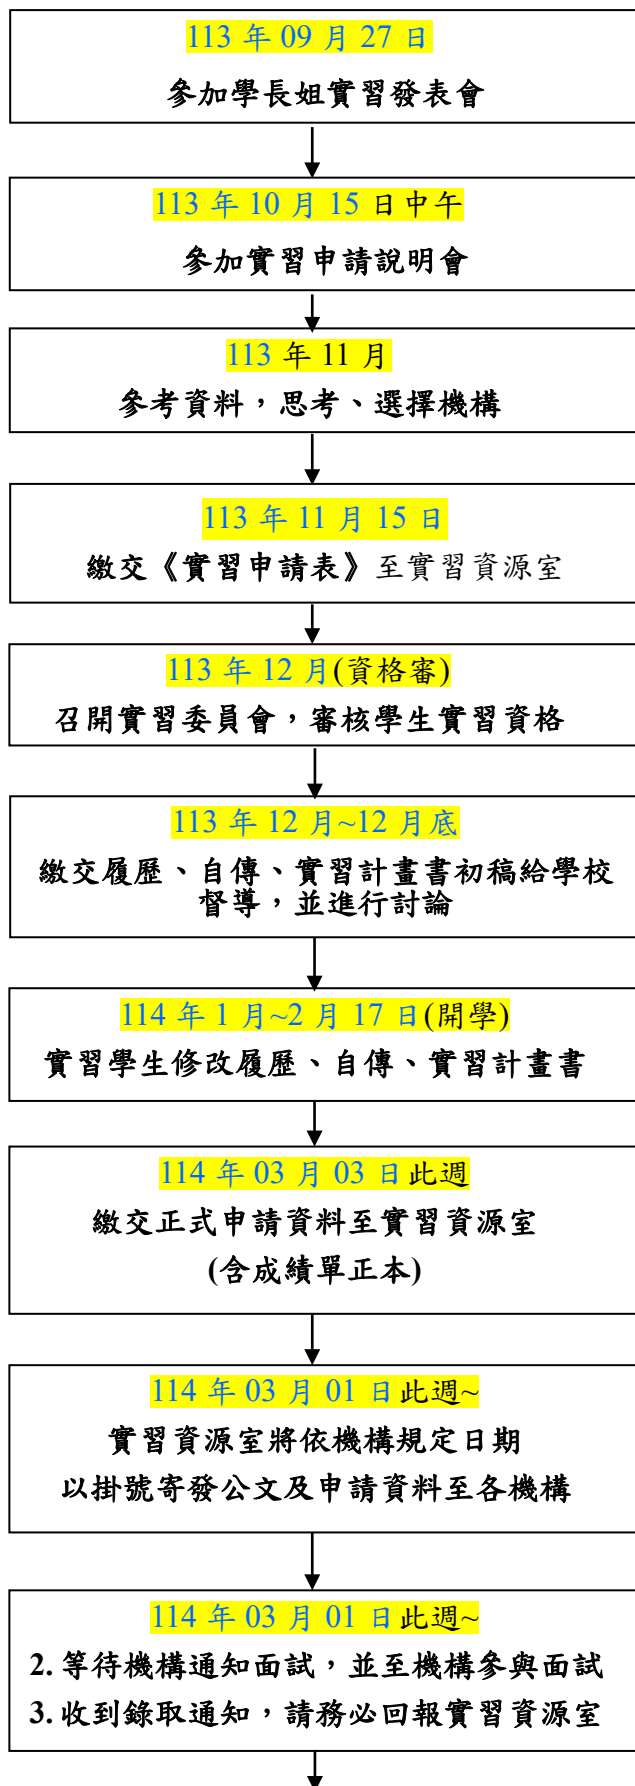 113 年 09 月 27 日
參加學長姐實習發表會
113 年 10 月 15 日中午
參加實習申請說明會
113 年 11 月
參考資料，思考、選擇機構
113 年 11 月 15 日
繳交《實習申請表》至實習資源室
113 年 12 月(資格審)
召開實習委員會，審核學生實習資格
113 年 12 月~12 月底
繳交履歷、自傳、實習計畫書初稿給學校
督導，並進行討論
114 年 1 月~2 月 17 日(開學)
實習學生修改履歷、自傳、實習計畫書
114 年 03 月 03 日此週
繳交正式申請資料至實習資源室
(含成績單正本)
114 年 03 月 01 日此週~
實習資源室將依機構規定日期
以掛號寄發公文及申請資料至各機構
114 年 03 月 01 日此週~
2. 等待機構通知面試，並至機構參與面試
3. 收到錄取通知，請務必回報實習資源室